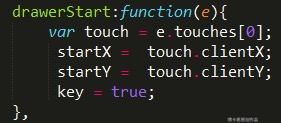 drawerStart:function(e){
var touch = e.touches[0];
startX = touch.clientX;
startY = touch.clientY;
key = true;
},